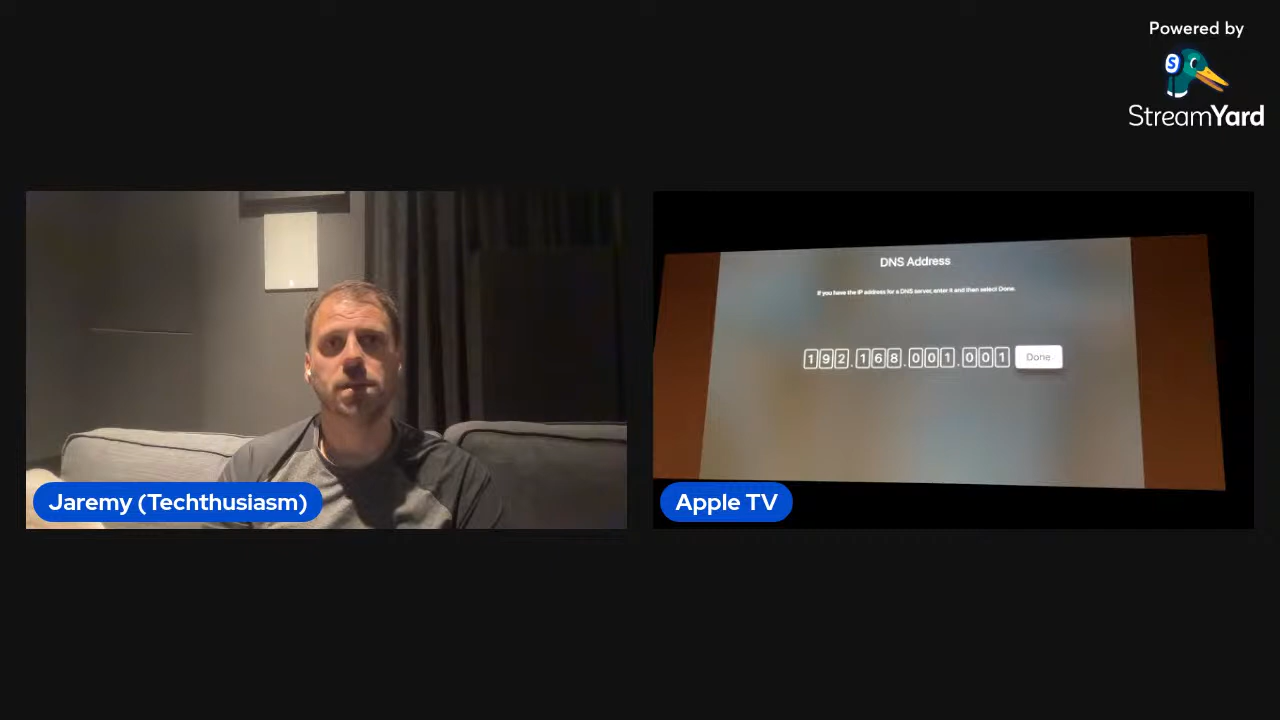 Powered by
S
StreamYard
DNS Address
If you have the IP address for a DNS server, enter it and then select Done.
192.168.001.001 Done
Jaremy (Techthusiasm)
Apple TV